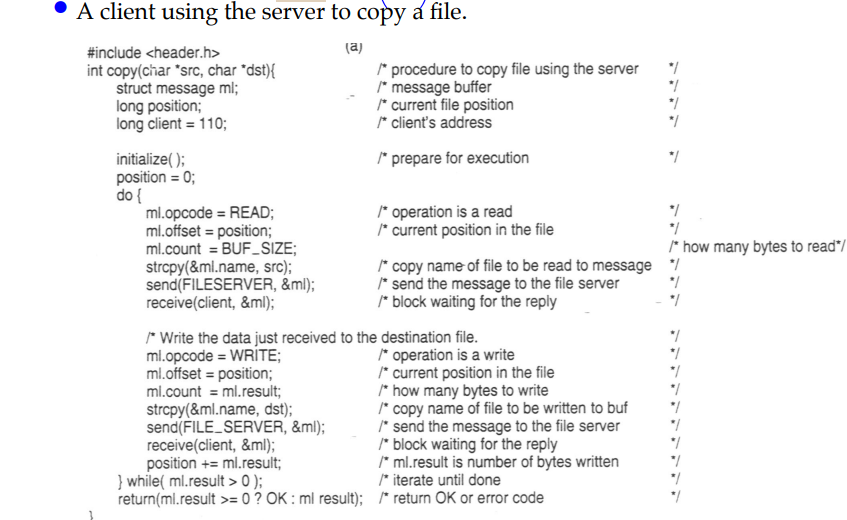 • A client using the server to copy a file.
(a)
#include <header.h>
int copy(char *src, char *dst){ /* procedure to copy file using the server */
struct message ml; /* message buffer */
long position; /* current file position */
long client = 110; /* client's address */
initialize( ); /* prepare for execution */
position = 0;
do {
ml.opcode = READ; /* operation is a read */
ml.offset = position; /* current position in the file */
ml.count = BUF_SIZE; /* how many bytes to read*/
strcpy(&ml.name, src); /* copy name of file to be read to message */
send(FILESERVER, &ml); /* send the message to the file server */
receive(client, &ml); /* block waiting for the reply */
/* Write the data just received to the destination file. */
ml.opcode = WRITE; /* operation is a write */
ml.offset = position; /* current position in the file */
ml.count = ml.result; /* how many bytes to write */
strcpy(&ml.name, dst); /* copy name of file to be written to buf */
send(FILE_SERVER, &ml); /* send the message to the file server */
receive(client, &ml); /* block waiting for the reply */
position += ml.result; /* ml.result is number of bytes written */
} while( ml.result > 0 ); /* iterate until done */
return(ml.result >= 0 ? OK : ml result); /* return OK or error code */
}